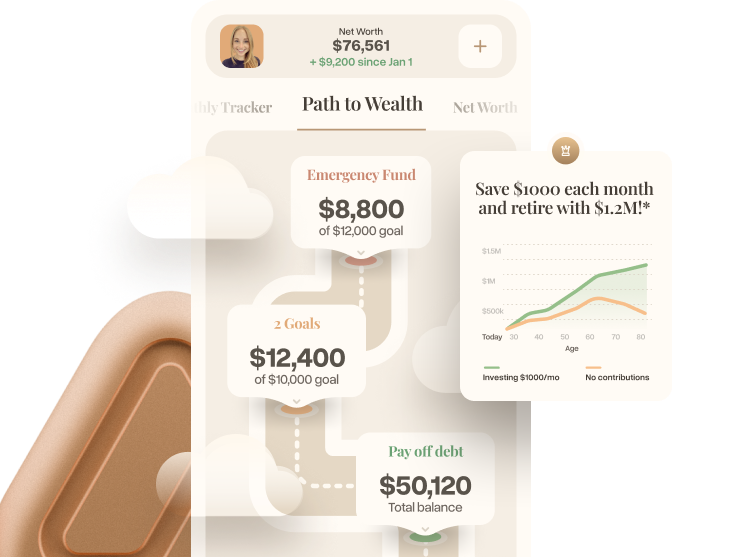 Net Worth
$76,561
+ $9,200 since Jan 1
+
Tracker
Path to Wealth
Net Worth
Emergency Fund
$8,800
of $12,000 goal
Save $1000 each month
and retire with $1.2M!*
$1.5M
$1M
$500k
Today 30 40 50 60 70 80
Age
Investing $1000/mo
No contributions
2 Goals
$12,400
of $10,000 goal
Pay off debt
$50,120
Total balance